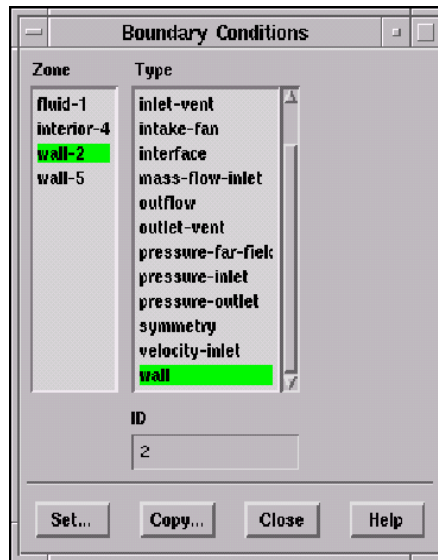 Boundary Conditions
Zone
fluid-1
interior-4
wall-2
wall-5
Type
inlet-vent
intake-fan
interface
mass-flow-inlet
outflow
outlet-vent
pressure-far-fielc
pressure-inlet
pressure-outlet
symmetry
velocity-inlet
wall
ID
2
Set... Copy... Close Help